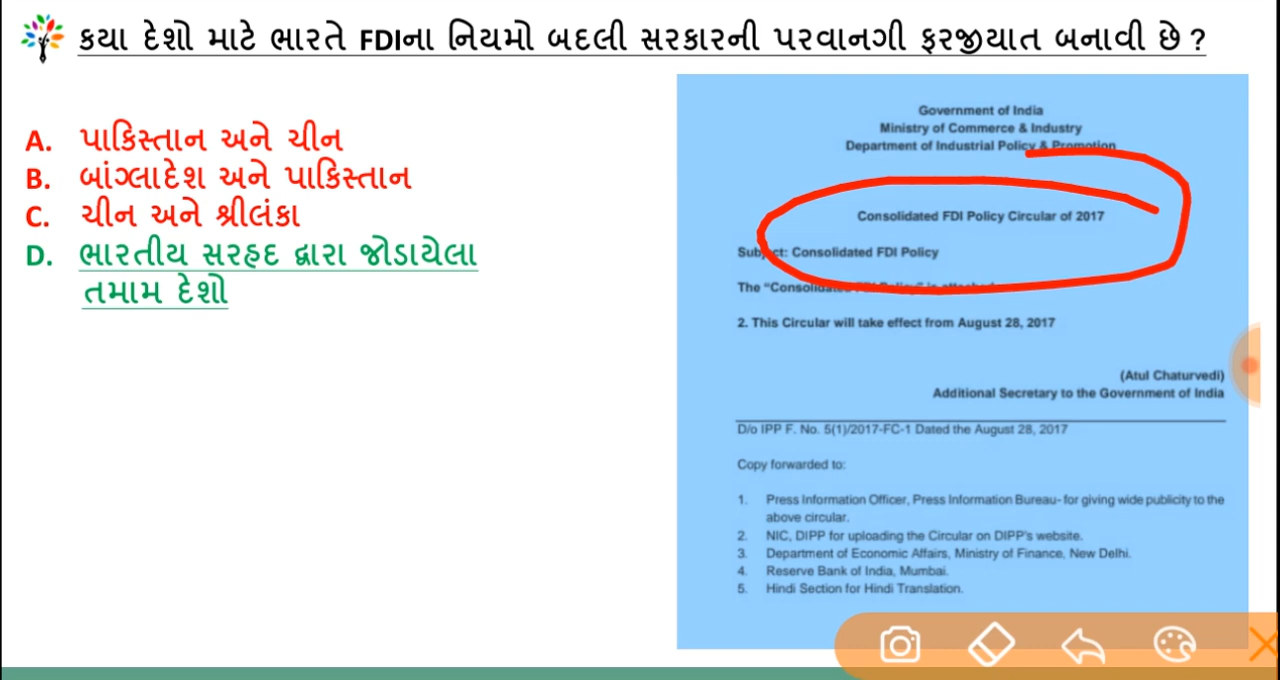 કયા દેશો માટે ભારતે FDIના નિયમો બદલી સરકારની પરવાનગી ફરજીયાત બનાવી છે ?
A. પાકિસ્તાન અને ચીન
B. બાંગ્લાદેશ અને પાકિસ્તાન
C. ચીન અને શ્રીલંકા
D. ભારતીય સરહદ દ્વારા જોડાયેલા
તમામ દેશો
Government of India
Ministry of Commerce & Industry
Department of Industrial Policy & Promotion
Consolidated FDI Policy Circular of 2017
Subject: Consolidated FDI Policy
The “Consolidated FDI Policy” is attached
2. This Circular will take effect from August 28, 2017
(Atul Chaturvedi)
Additional Secretary to the Government of India
D/o IPP F. No. 5(1)/2017-FC-1 Dated the August 28, 2017
Copy forwarded to:
1. Press Information Officer, Press Information Bureau- for giving wide publicity to the
above circular.
2. NIC, DIPP for uploading the Circular on DIPP's website.
3. Department of Economic Affairs, Ministry of Finance, New Delhi.
4. Reserve Bank of India, Mumbai.
5. Hindi Section for Hindi Translation.